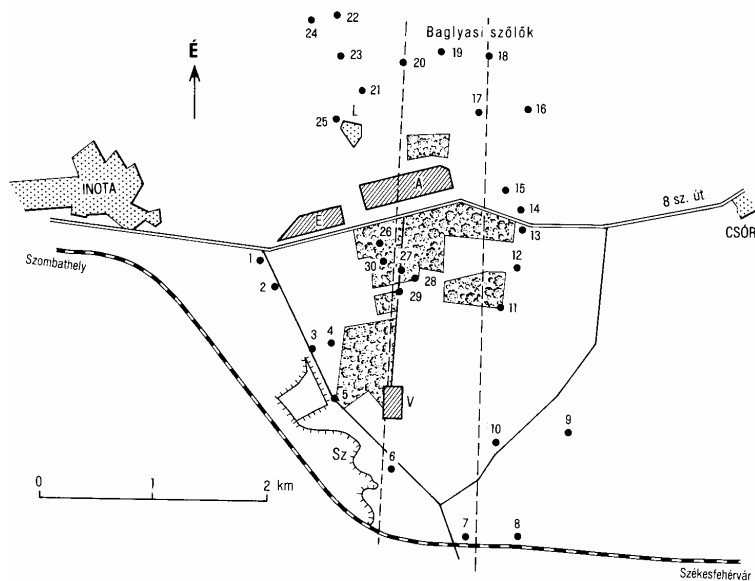 22
24
Baglyasi szőlők
É
23
20
19
18
21
17
16
L
25
INOTA
A
15
8 sz. út
14
E
CSÓR
26
13
1
Szombathely
30
27
12
2
28
29
11
3
4
5
V
9
10
Sz
6
0 1 2 km
7
8
Székesfehérvár